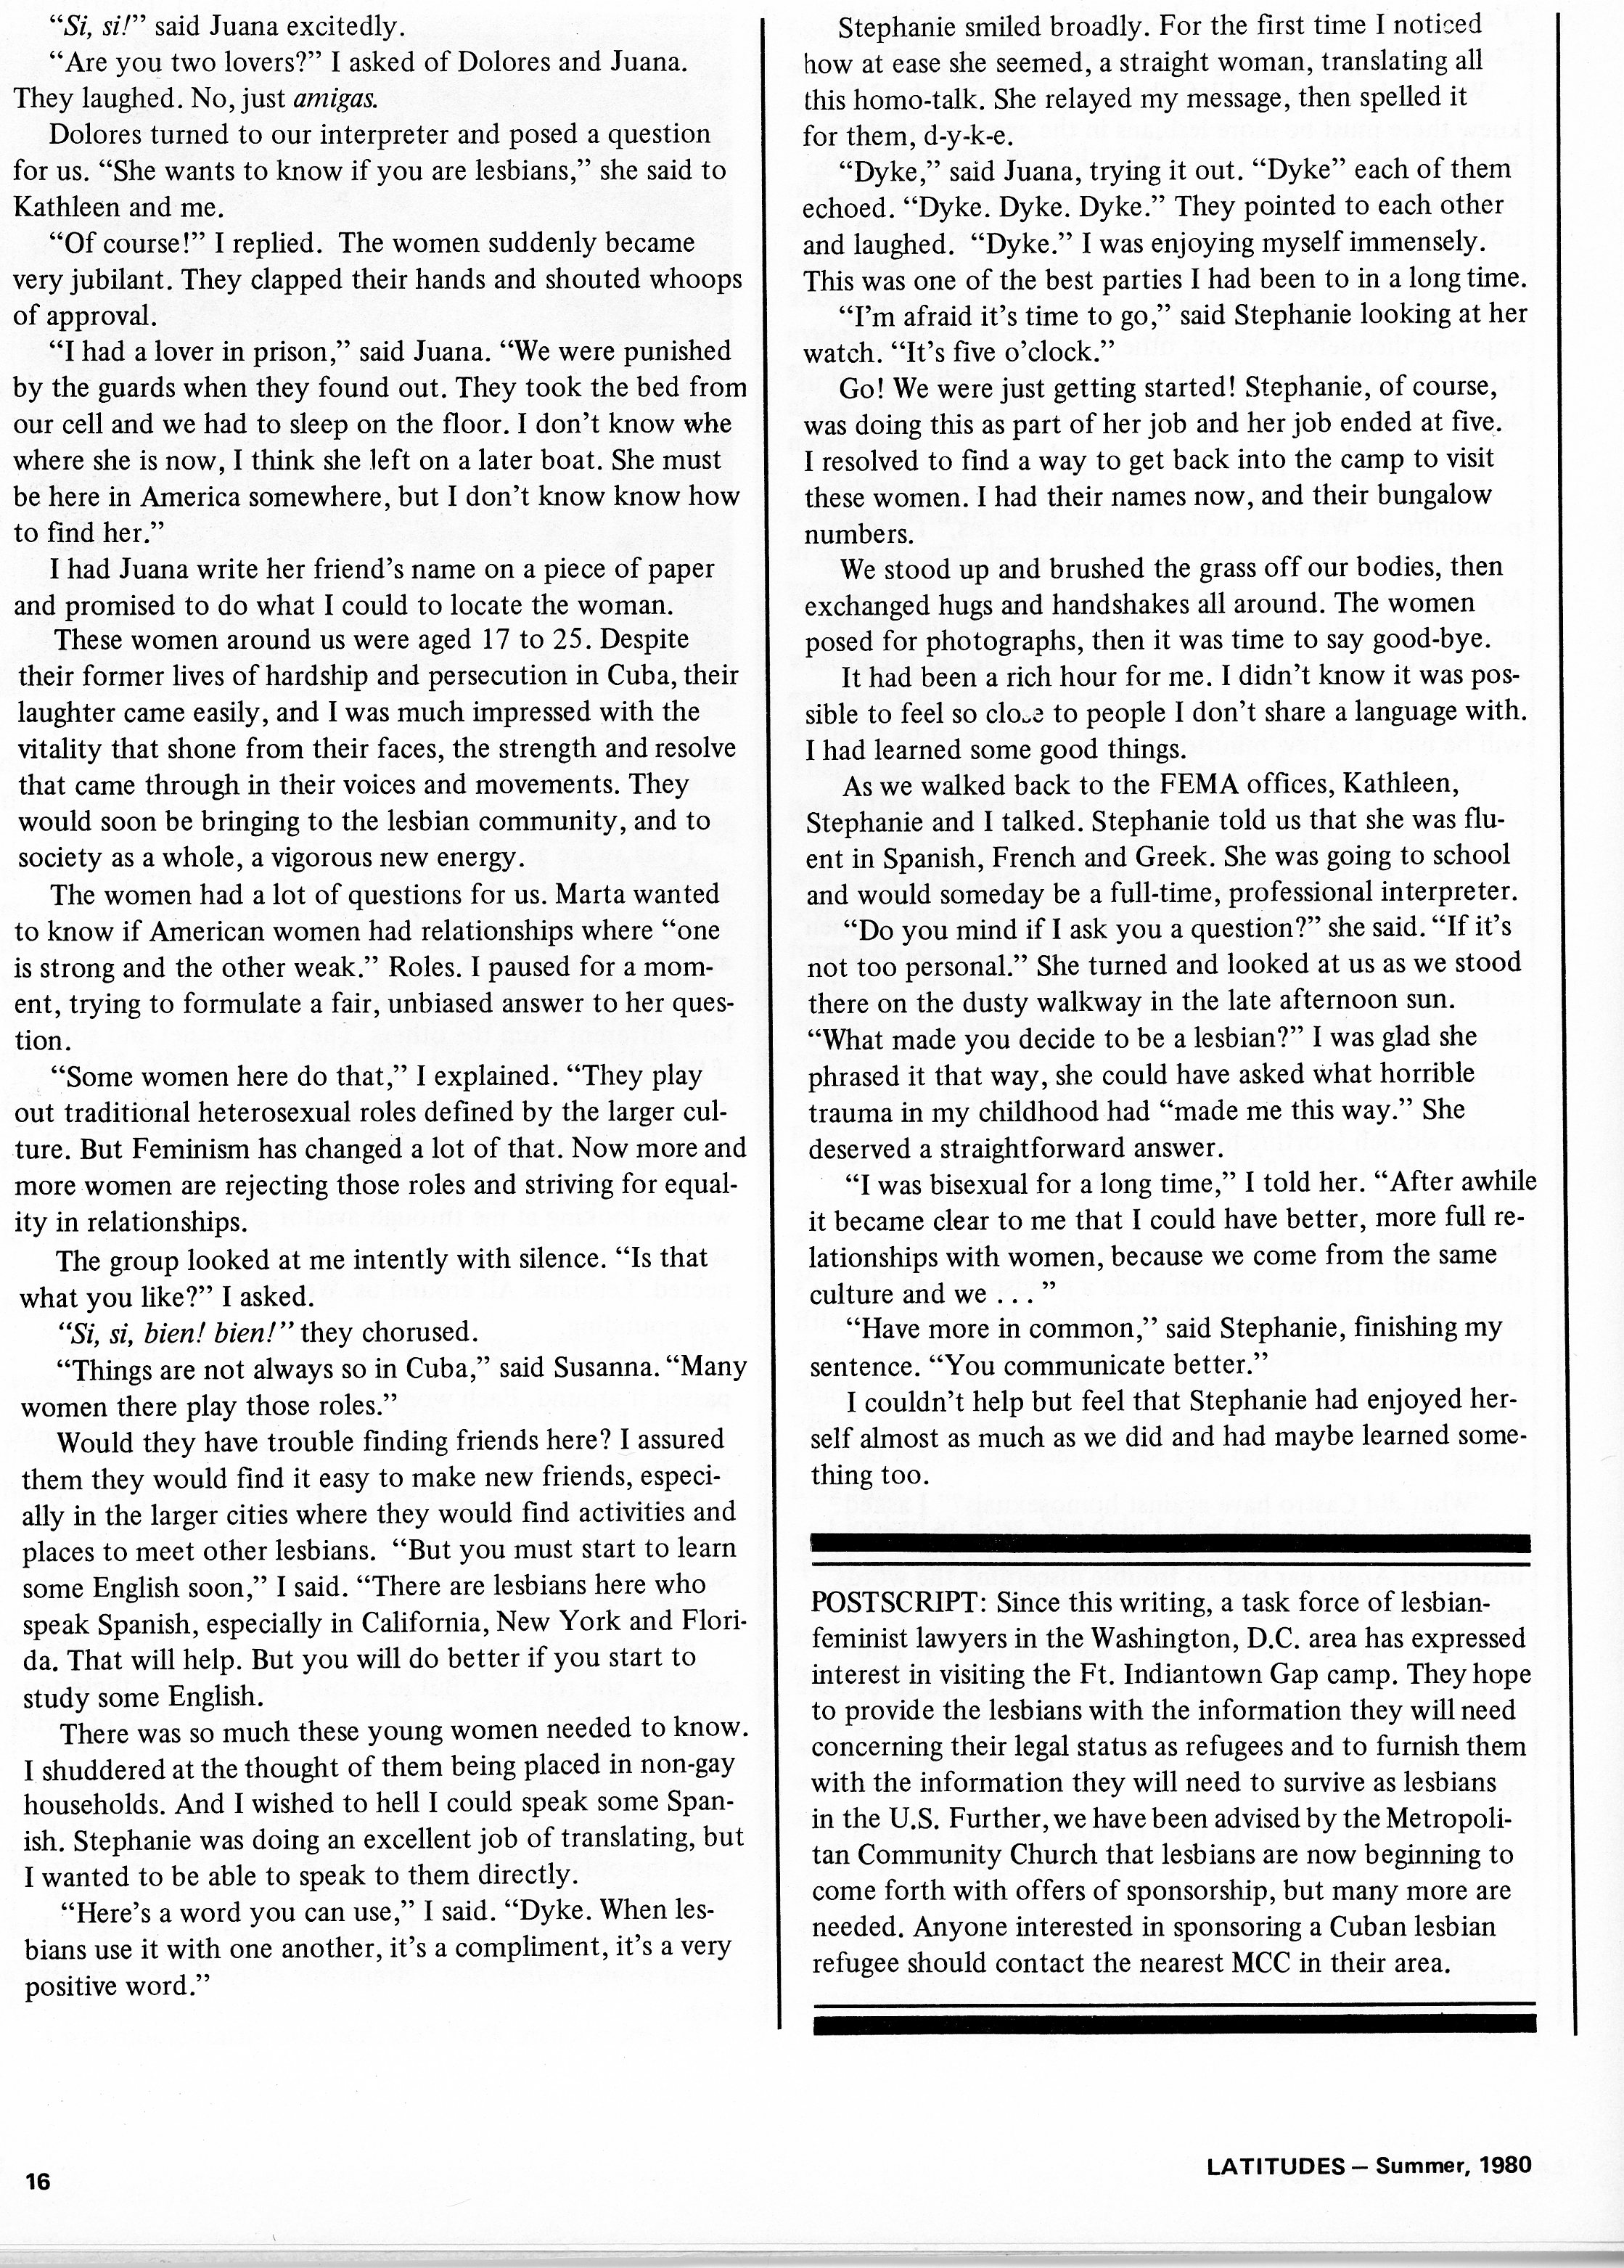 “Si, si!” said Juana excitedly.
“Are you two lovers?” I asked of Dolores and Juana.
They laughed. No, just amigas.
Dolores turned to our interpreter and posed a question
for us. “She wants to know if you are lesbians,” she said to
Kathleen and me.
“Of course!” I replied. The women suddenly became
very jubilant. They clapped their hands and shouted whoops
of approval.
“I had a lover in prison,” said Juana. “We were punished
by the guards when they found out. They took the bed from
our cell and we had to sleep on the floor. I don’t know whe
where she is now, I think she left on a later boat. She must
be here in America somewhere, but I don’t know know how
to find her.”
I had Juana write her friend’s name on a piece of paper
and promised to do what I could to locate the woman.
These women around us were aged 17 to 25. Despite
their former lives of hardship and persecution in Cuba, their
laughter came easily, and I was much impressed with the
vitality that shone from their faces, the strength and resolve
that came through in their voices and movements. They
would soon be bringing to the lesbian community, and to
society as a whole, a vigorous new energy.
The women had a lot of questions for us. Marta wanted
to know if American women had relationships where “one
is strong and the other weak.” Roles. I paused for a mom-
ent, trying to formulate a fair, unbiased answer to her ques-
tion.
“Some women here do that,” I explained. “They play
out traditional heterosexual roles defined by the larger cul-
ture. But Feminism has changed a lot of that. Now more and
more women are rejecting those roles and striving for equal-
ity in relationships.
The group looked at me intently with silence. “Is that
what you like?” I asked.
“Si, si, bien! bien!” they chorused.
“Things are not always so in Cuba,” said Susanna. “Many
women there play those roles.”
Would they have trouble finding friends here? I assured
them they would find it easy to make new friends, especi-
ally in the larger cities where they would find activities and
places to meet other lesbians. “But you must start to learn
some English soon,” I said. “There are lesbians here who
speak Spanish, especially in California, New York and Flori-
da. That will help. But you will do better if you start to
study some English.
There was so much these young women needed to know.
I shuddered at the thought of them being placed in non-gay
households. And I wished to hell I could speak some Span-
ish. Stephanie was doing an excellent job of translating, but
I wanted to be able to speak to them directly.
“Here’s a word you can use,” I said. “Dyke. When les-
bians use it with one another, it’s a compliment, it’s a very
positive word.”
Stephanie smiled broadly. For the first time I noticed
how at ease she seemed, a straight woman, translating all
this homo-talk. She relayed my message, then spelled it
for them, d-y-k-e.
“Dyke,” said Juana, trying it out. “Dyke” each of them
echoed. “Dyke. Dyke. Dyke.” They pointed to each other
and laughed. “Dyke.” I was enjoying myself immensely.
This was one of the best parties I had been to in a long time.
“I’m afraid it’s time to go,” said Stephanie looking at her
watch. “It’s five o’clock.”
Go! We were just getting started! Stephanie, of course,
was doing this as part of her job and her job ended at five.
I resolved to find a way to get back into the camp to visit
these women. I had their names now, and their bungalow
numbers.
We stood up and brushed the grass off our bodies, then
exchanged hugs and handshakes all around. The women
posed for photographs, then it was time to say good-bye.
It had been a rich hour for me. I didn’t know it was pos-
sible to feel so close to people I don’t share a language with.
I had learned some good things.
As we walked back to the FEMA offices, Kathleen,
Stephanie and I talked. Stephanie told us that she was flu-
ent in Spanish, French and Greek. She was going to school
and would someday be a full-time, professional interpreter.
“Do you mind if I ask you a question?” she said. “If it’s
not too personal.” She turned and looked at us as we stood
there on the dusty walkway in the late afternoon sun.
“What made you decide to be a lesbian?” I was glad she
phrased it that way, she could have asked what horrible
trauma in my childhood had “made me this way.” She
deserved a straightforward answer.
“I was bisexual for a long time,” I told her. “After awhile
it became clear to me that I could have better, more full re-
lationships with women, because we come from the same
culture and we . . . ”
“Have more in common,” said Stephanie, finishing my
sentence. “You communicate better.”
I couldn’t help but feel that Stephanie had enjoyed her-
self almost as much as we did and had maybe learned some-
thing too.
POSTSCRIPT: Since this writing, a task force of lesbian-
feminist lawyers in the Washington, D.C. area has expressed
interest in visiting the Ft. Indiantown Gap camp. They hope
to provide the lesbians with the information they will need
concerning their legal status as refugees and to furnish them
with the information they will need to survive as lesbians
in the U.S. Further, we have been advised by the Metropoli-
tan Community Church that lesbians are now beginning to
come forth with offers of sponsorship, but many more are
needed. Anyone interested in sponsoring a Cuban lesbian
refugee should contact the nearest MCC in their area.
16
LATITUDES — Summer, 1980